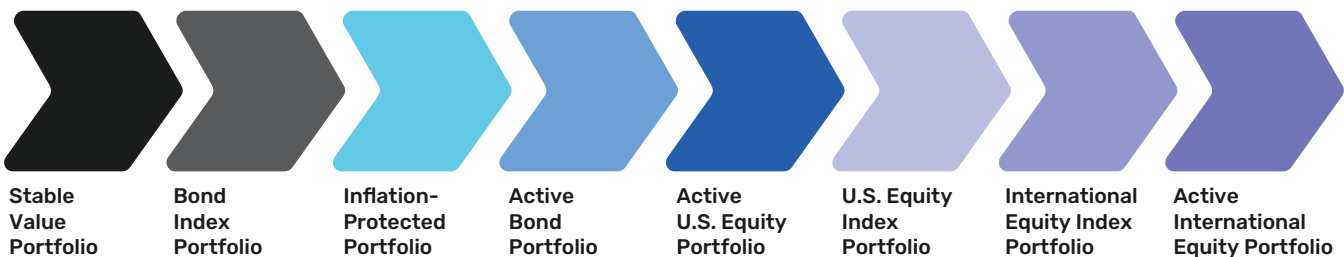 Stable
Value
Portfolio
Bond
Index
Portfolio
Inflation-
Protected
Portfolio
Active
Bond
Portfolio
Active
U.S. Equity
Portfolio
U.S. Equity
Index
Portfolio
International
Equity Index
Portfolio
Active
International
Equity Portfolio